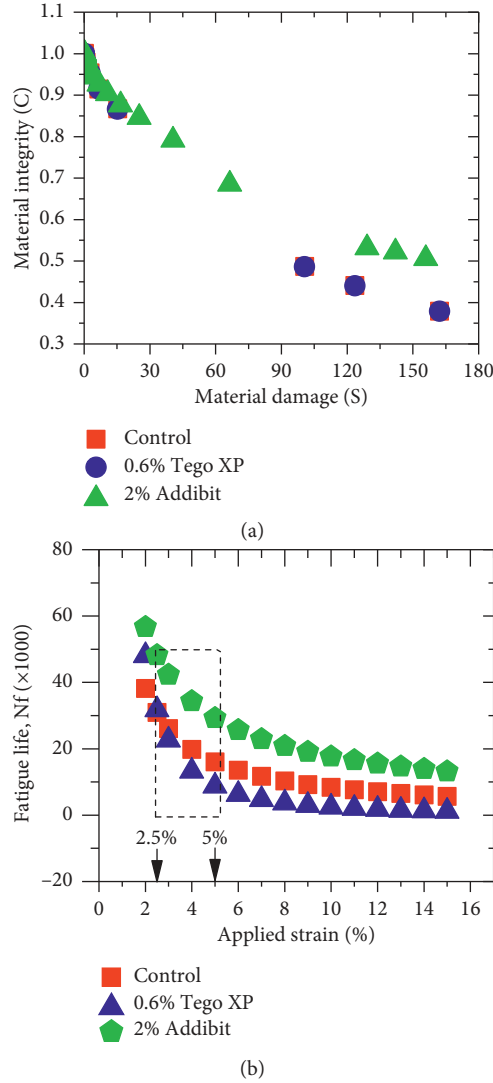 1.1
1.0
0.9
0.8
0.7
0.6
0.5
0.4
0.3
Material integrity (C)
0 30 60 90 120 150 180
Material damage (S)
Control
0.6% Tego XP
2% Addibit
(a)
80
60
40
20
0
–20
Fatigue life, Nf (×1000)
2.5% 5%
0 2 4 6 8 10 12 14 16
Applied strain (%)
Control
0.6% Tego XP
2% Addibit
(b)